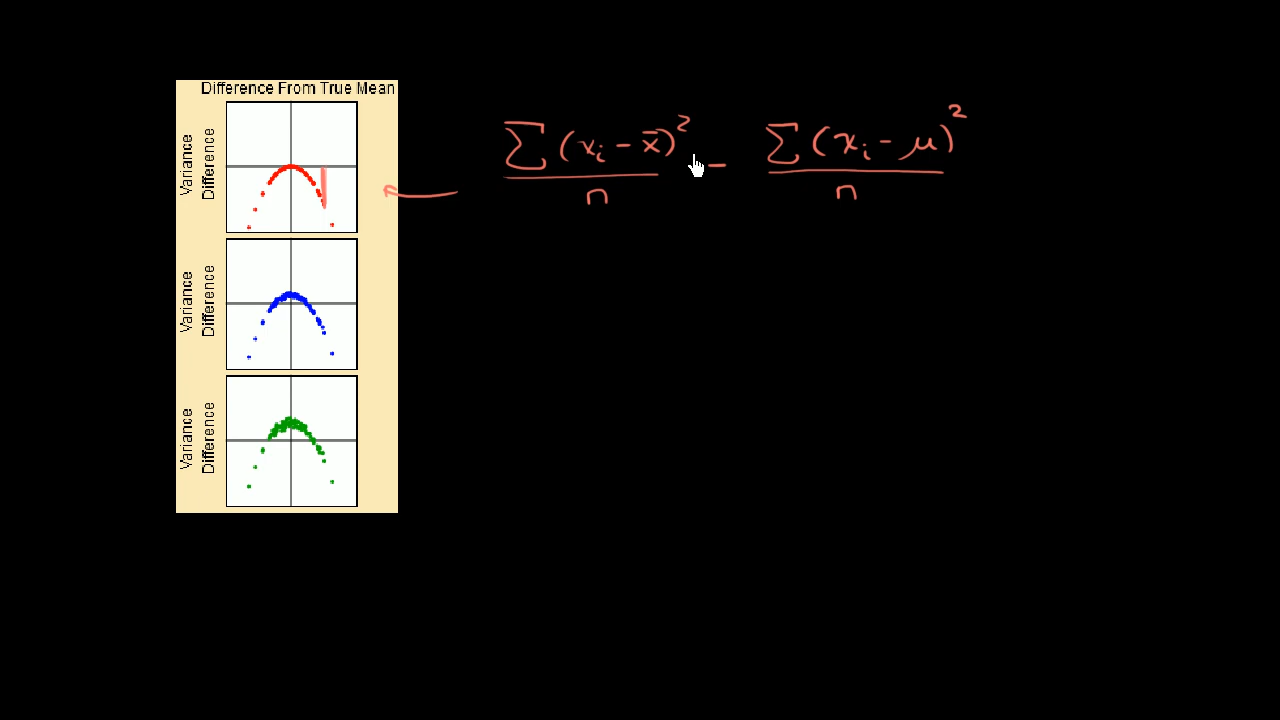 Difference From True Mean
Variance
Difference
Variance
Difference
Variance
Difference
∑ (xᵢ - x̄)² / n - ∑ (xᵢ - μ)² / n